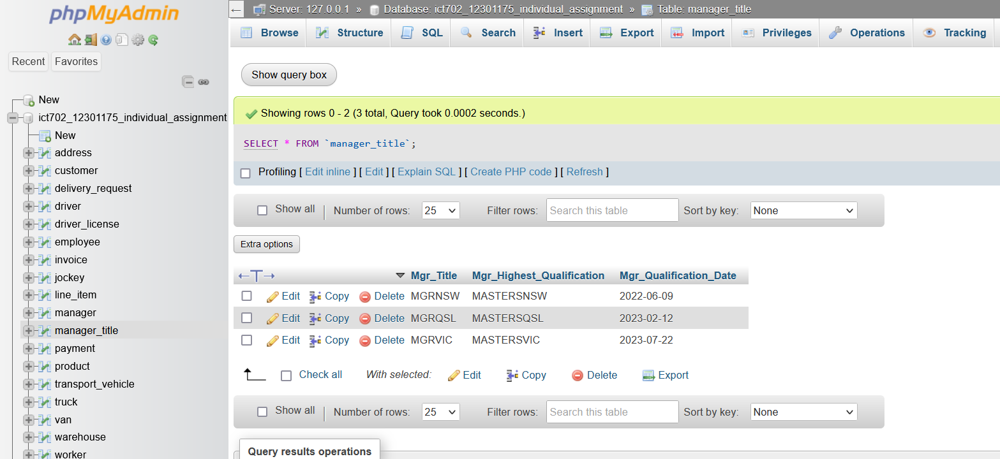 phpMyAdmin
Recent Favorites
New
ict702_12301175_individual_assignment
New
address
customer
delivery_request
driver
driver_license
employee
invoice
jockey
line_item
manager
manager_title
payment
product
transport_vehicle
truck
van
warehouse
worker
← Server: 127.0.0.1 » Database: ict702_12301175_individual_assignment » Table: manager_title
Browse Structure SQL Search Insert Export Import Privileges Operations Tracking
Show query box
Showing rows 0 - 2 (3 total, Query took 0.0002 seconds.)
SELECT * FROM `manager_title`;
Profiling [ Edit inline ] [ Edit ] [ Explain SQL ] [ Create PHP code ] [ Refresh ]
Show all | Number of rows: 25 Filter rows: Search this table Sort by key: None
Extra options
←T→ Mgr_Title Mgr_Highest_Qualification Mgr_Qualification_Date
Edit Copy Delete MGRNSW MASTERSNSW 2022-06-09
Edit Copy Delete MGRQSL MASTERSQSL 2023-02-12
Edit Copy Delete MGRVIC MASTERSVIC 2023-07-22
Check all With selected: Edit Copy Delete Export
Show all | Number of rows: 25 Filter rows: Search this table Sort by key: None
Query results operations